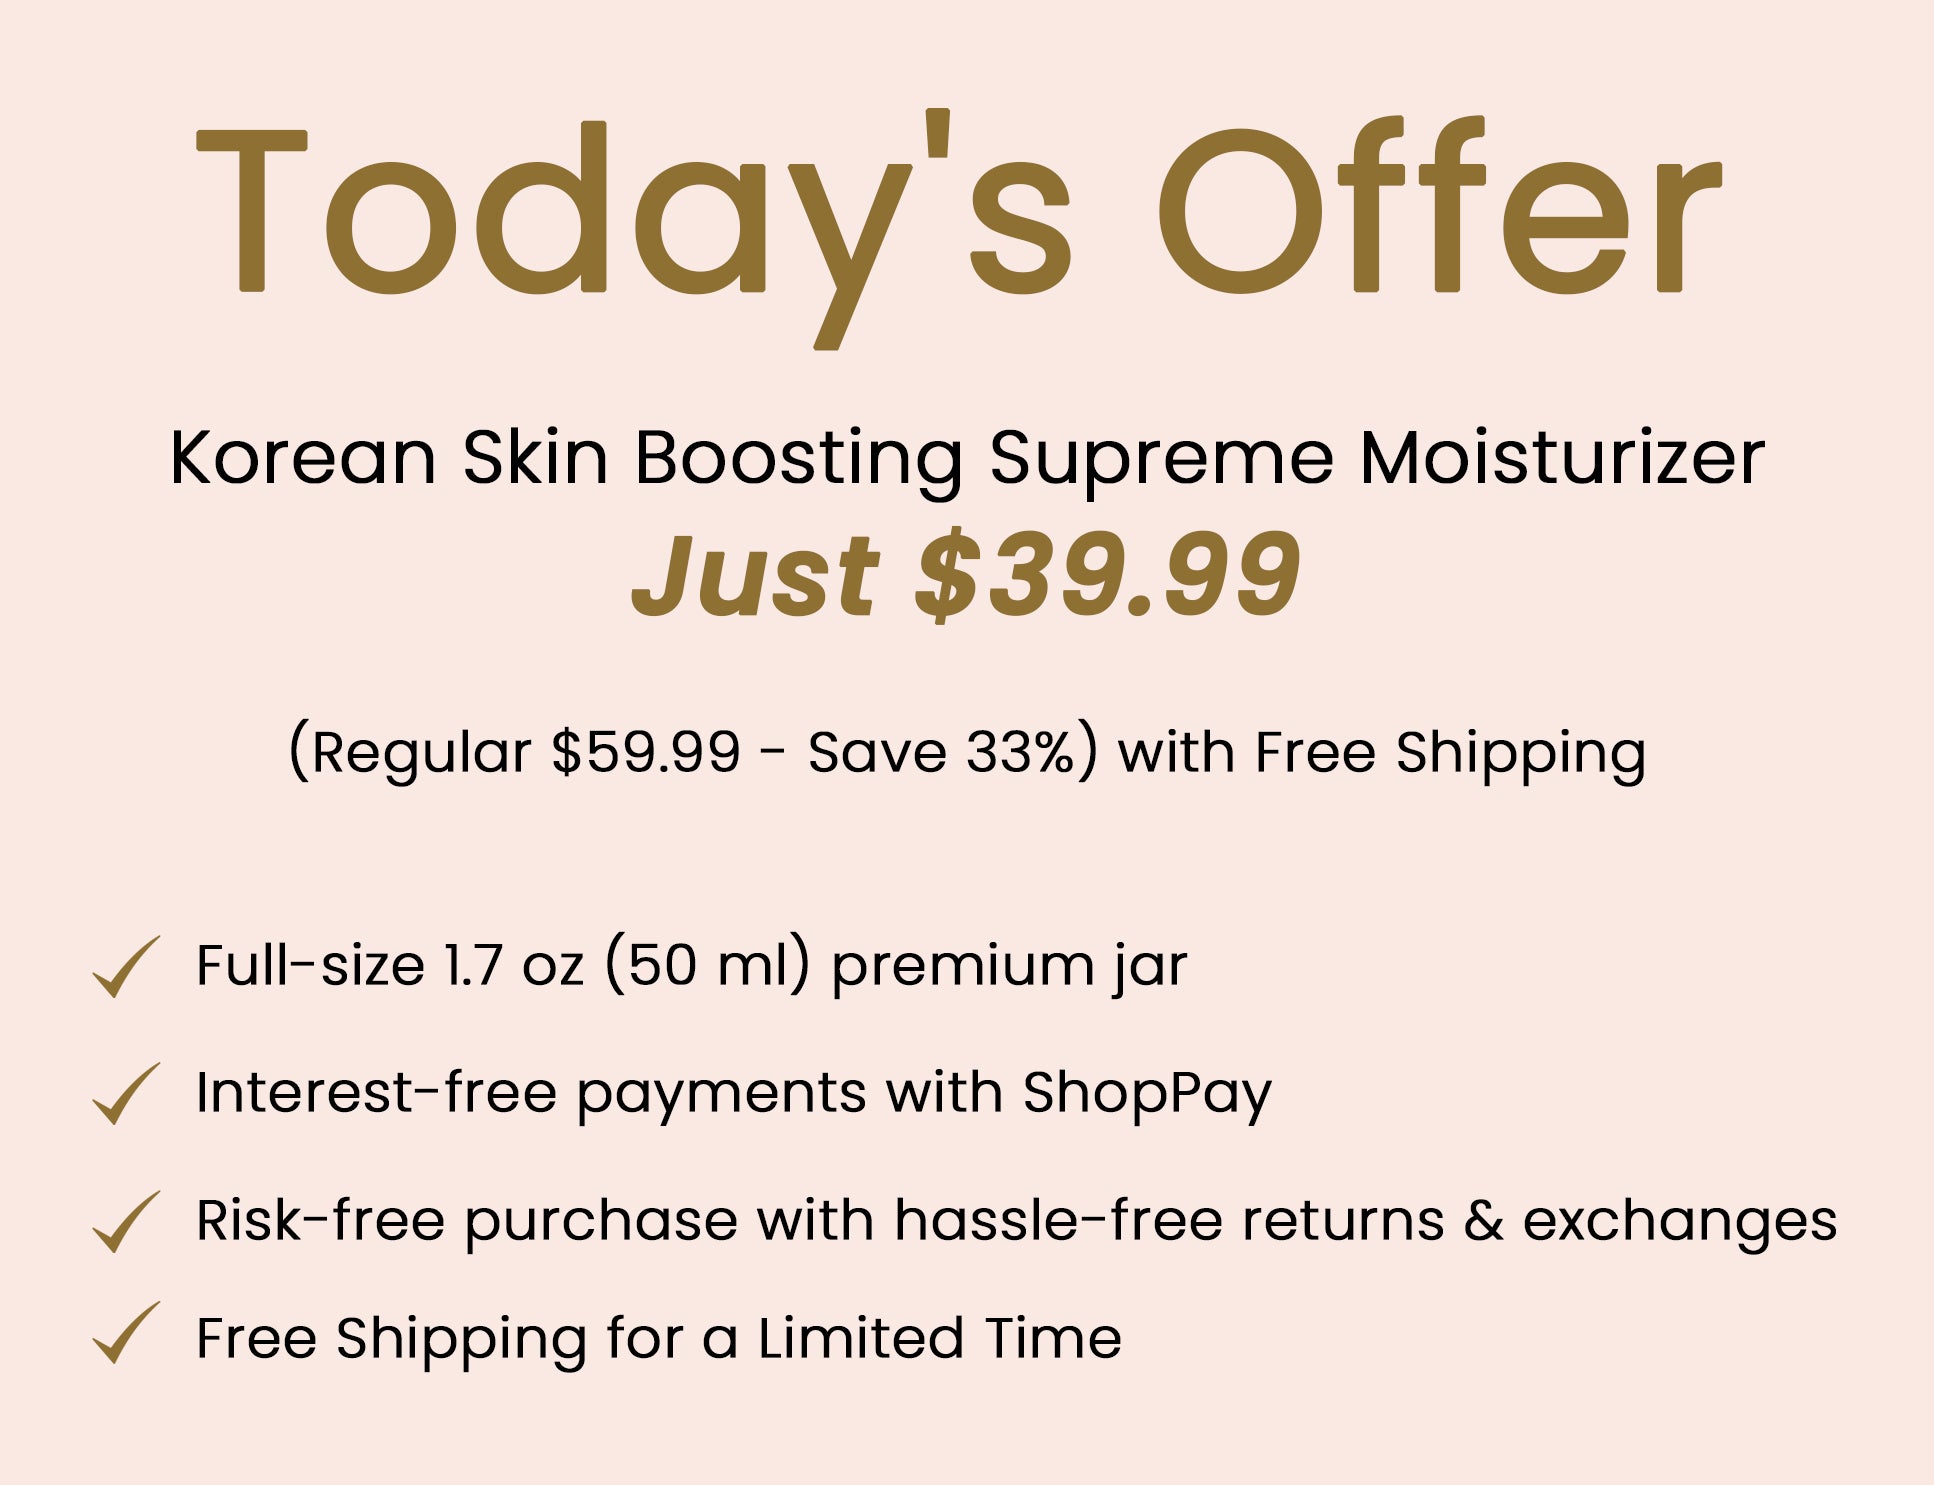 Today's Offer
Korean Skin Boosting Supreme Moisturizer
Just $39.99
(Regular $59.99 - Save 33%) with Free Shipping
Full-size 1.7 oz (50 ml) premium jar
Interest-free payments with ShopPay
Risk-free purchase with hassle-free returns & exchanges
Free Shipping for a Limited Time